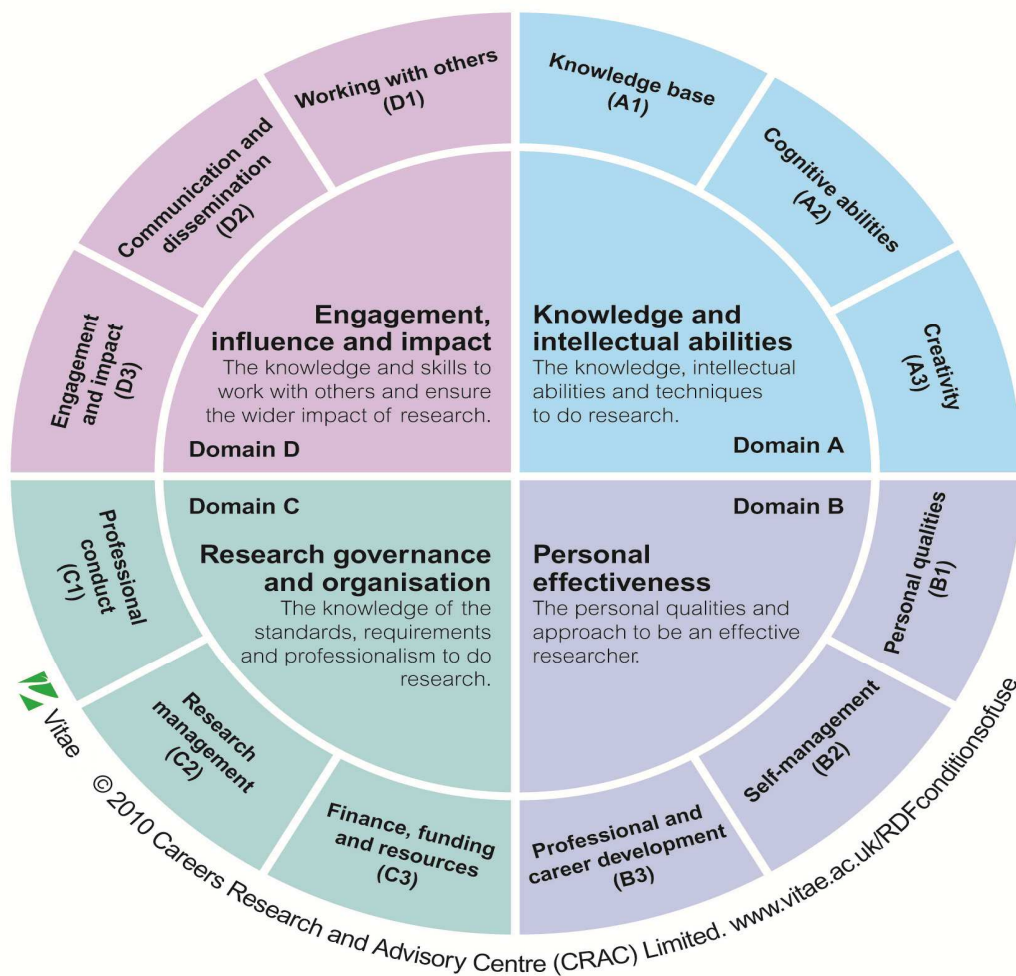 Knowledge base
(A1)
Cognitive abilities
(A2)
Creativity
(A3)
Knowledge and
intellectual abilities
The knowledge, intellectual
abilities and techniques
to do research.
Domain A
Domain B
Personal
effectiveness
The personal qualities and
approach to be an effective
researcher.
Personal qualities
(B1)
Self-management
(B2)
Professional and
career development
(B3)
Domain C
Research governance
and organisation
The knowledge of the
standards, requirements
and professionalism to do
research.
Professional
conduct
(C1)
Research
management
(C2)
Finance, funding
and resources
(C3)
Working with others
(D1)
Communication and
dissemination
(D2)
Engagement
and impact
(D3)
Engagement,
influence and impact
The knowledge and skills to
work with others and ensure
the wider impact of research.
Domain D
Vitae
© 2010 Careers Research and Advisory Centre (CRAC) Limited. www.vitae.ac.uk/RDFconditionsofuse